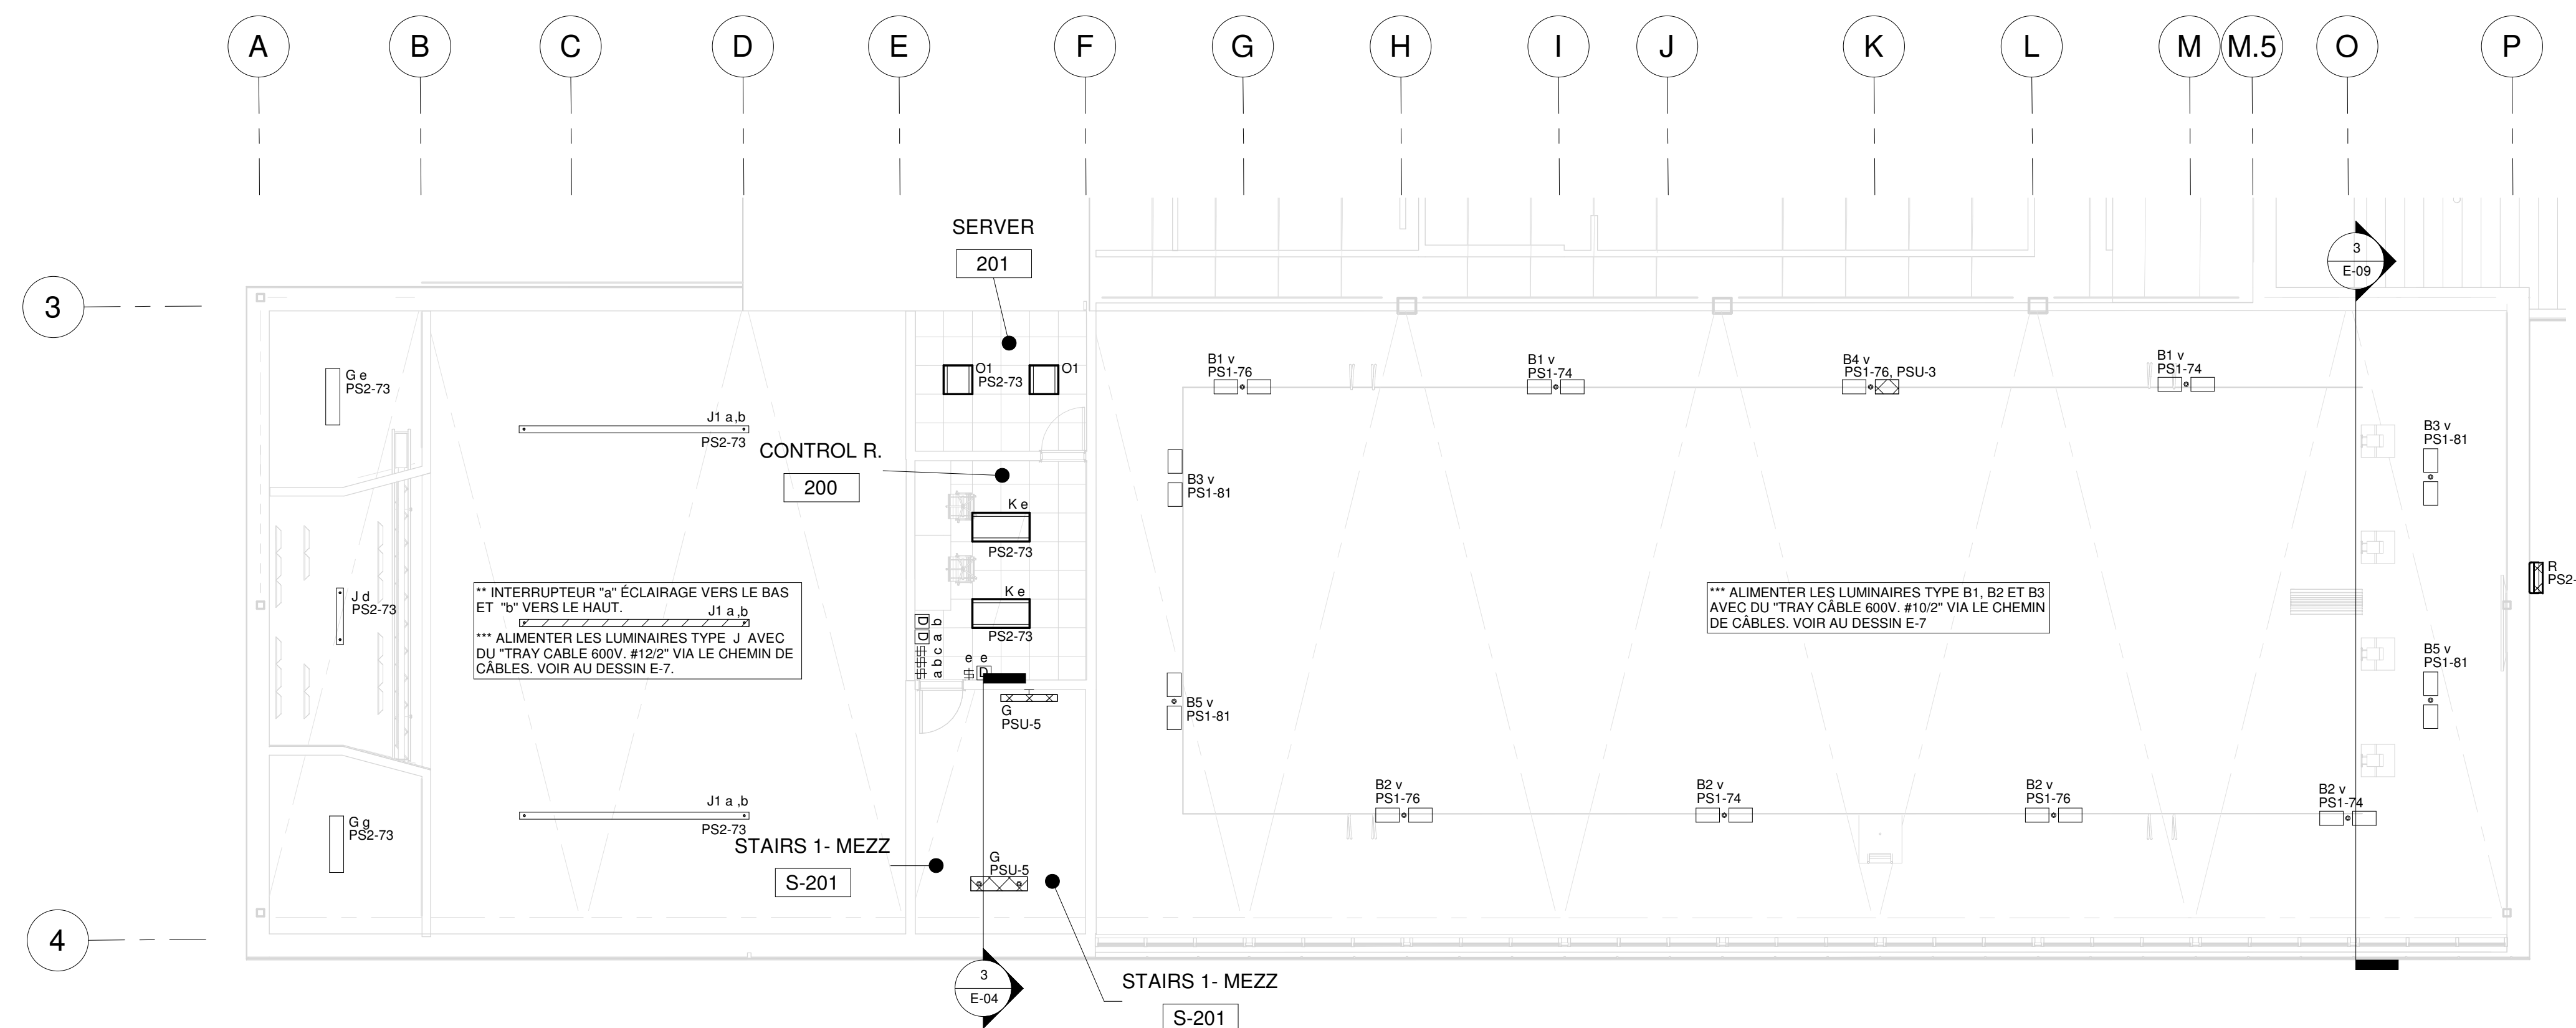 A B C D E F G H I J K L M M.5 O P
SERVER
201
3
E-09
3
B1 v
PS1-76
B1 v
PS1-74
B4 v
PS1-76, PSU-3
B1 v
PS1-74
G e
PS2-73
O1
PS2-73
O1
J1 a,b
PS2-73
B3 v
PS1-81
CONTROL R.
200
B3 v
PS1-81
K e
PS2-73
R
PS2-
J d
PS2-73
** INTERRUPTEUR "a" ÉCLAIRAGE VERS LE BAS
ET "b" VERS LE HAUT.
J1 a,b
*** ALIMENTER LES LUMINAIRES TYPE J AVEC
DU "TRAY CABLE 600V. #12/2" VIA LE CHEMIN DE
CÂBLES. VOIR AU DESSIN E-7.
K e
PS2-73
*** ALIMENTER LES LUMINAIRES TYPE B1, B2 ET B3
AVEC DU "TRAY CÂBLE 600V. #10/2" VIA LE CHEMIN
DE CÂBLES. VOIR AU DESSIN E-7
D D
a b c a b
e e
D
G
PSU-5
B5 v
PS1-81
B5 v
PS1-81
B2 v
PS1-76
B2 v
PS1-74
B2 v
PS1-76
B2 v
PS1-74
G g
PS2-73
J1 a ,b
PS2-73
STAIRS 1- MEZZ
S-201
G
PSU-5
4
3
E-04
STAIRS 1- MEZZ
S-201